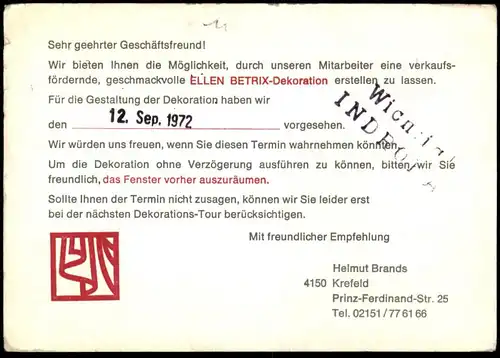 Sehr geehrter Geschäftsfreund!
Wir bieten Ihnen die Möglichkeit, durch unseren Mitarbeiter eine verkaufs-
fördernde, geschmackvolle ELLEN BETRIX-Dekoration erstellen zu lassen.
Für die Gestaltung der Dekoration haben wir
den 12. Sep. 1972 vorgesehen.
Wir würden uns freuen, wenn Sie diesen Termin wahrnehmen können.
Um die Dekoration ohne Verzögerung ausführen zu können, bitten wir Sie
freundlich, das Fenster vorher auszuräumen.
Sollte Ihnen der Termin nicht zusagen, können wir Sie leider erst
bei der nächsten Dekorations-Tour berücksichtigen.
Mit freundlicher Empfehlung
Helmut Brands
4150 Krefeld
Prinz-Ferdinand-Str. 25
Tel. 02151/776166